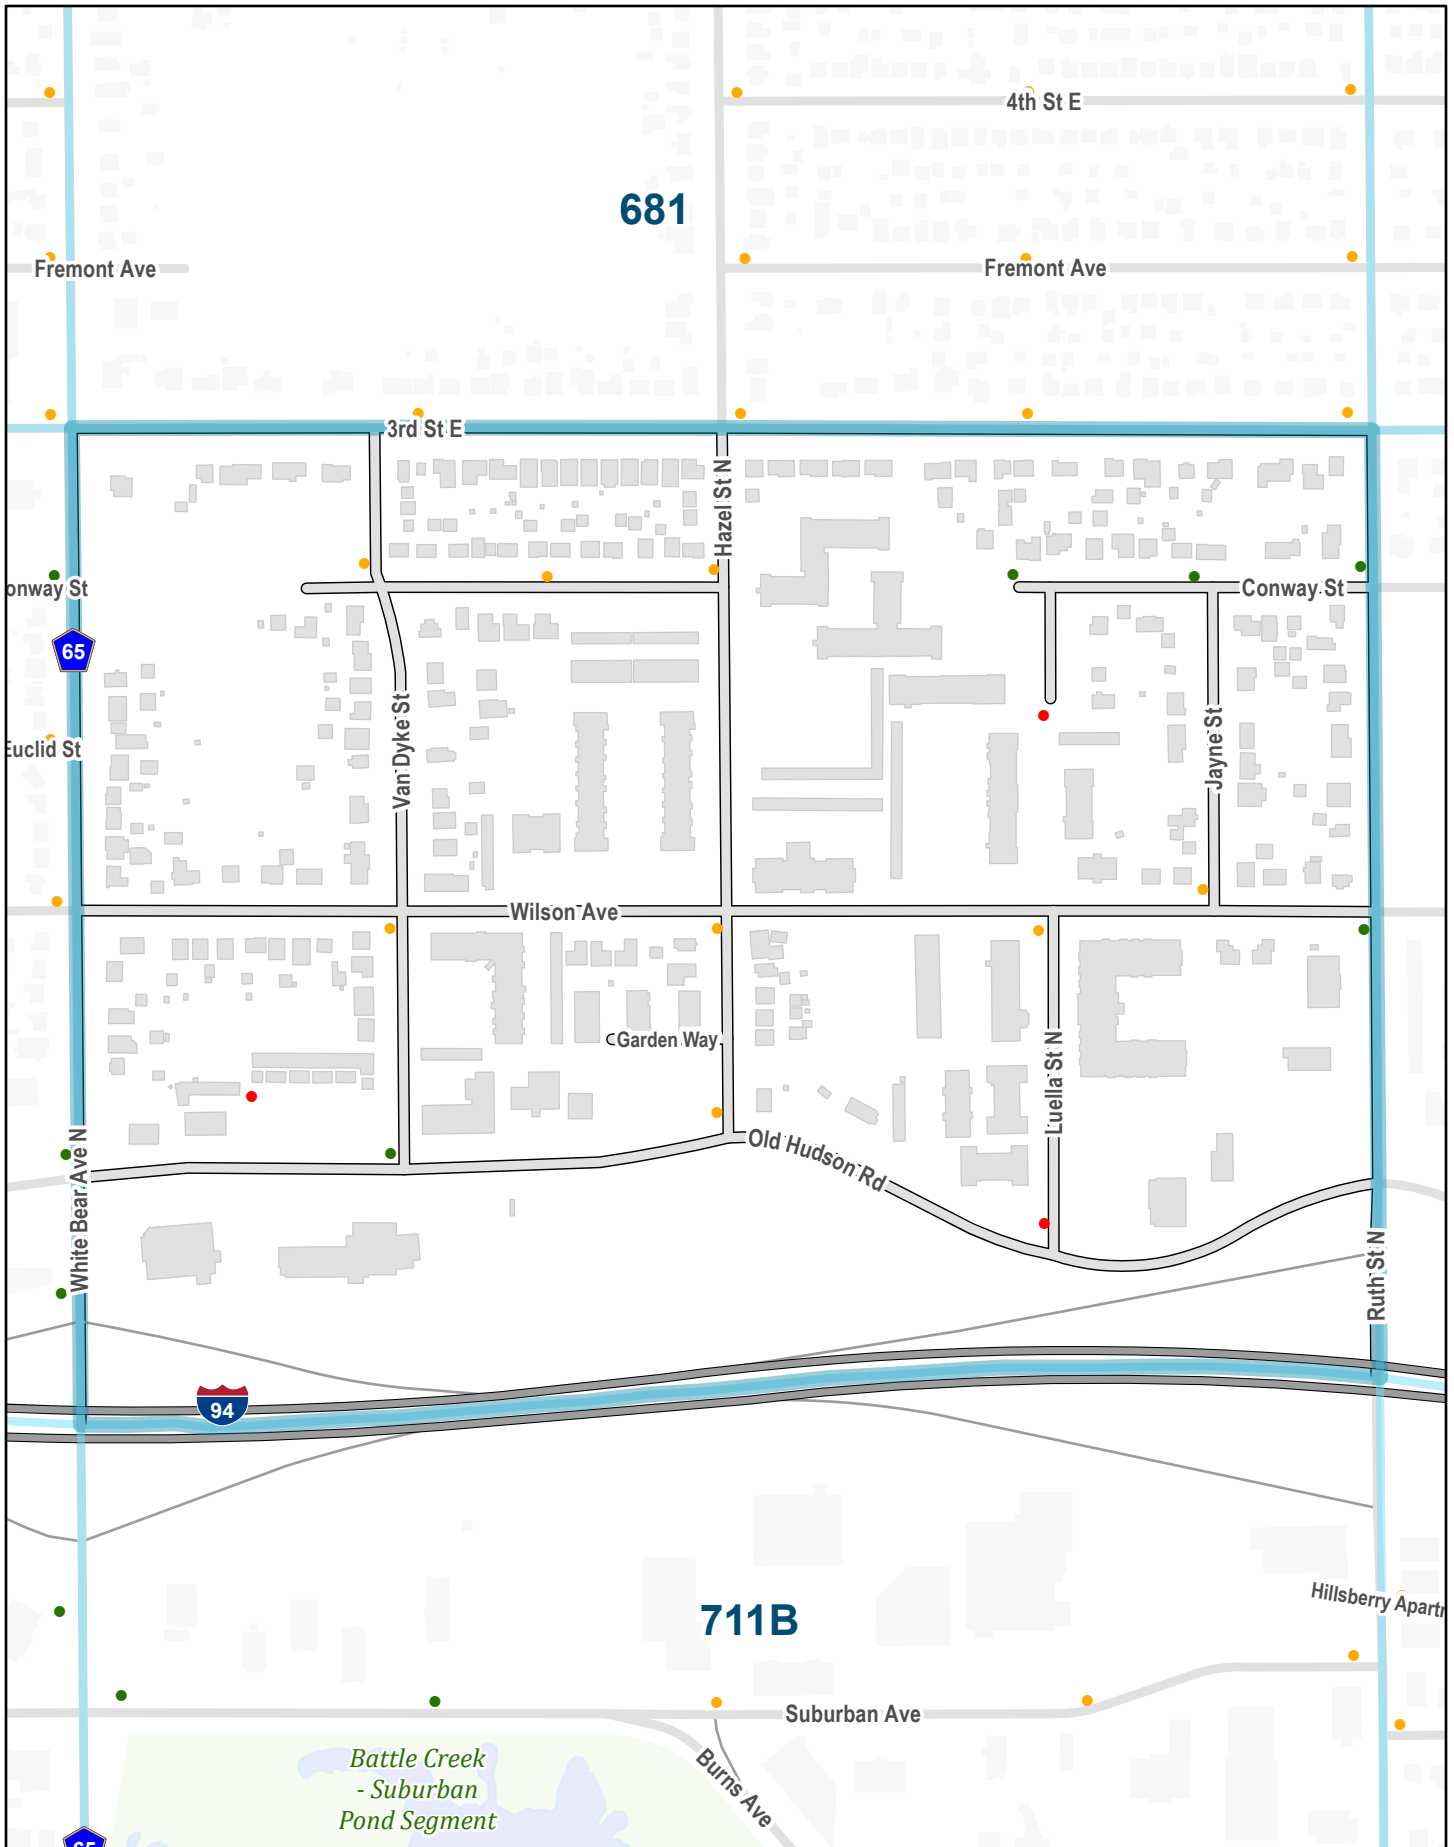 4th St E
681
Fremont Ave
Fremont Ave
3rd St E
Hazel St N
onway St
Conway St
65
Van Dyke St
Jayne St
Euclid St
Wilson Ave
Garden Way
Luella St N
White Bear Ave N
Old Hudson Rd
Ruth St N
94
Hillsberry Apartr
711B
Suburban Ave
Battle Creek
- Suburban
Pond Segment
Burns Ave
65